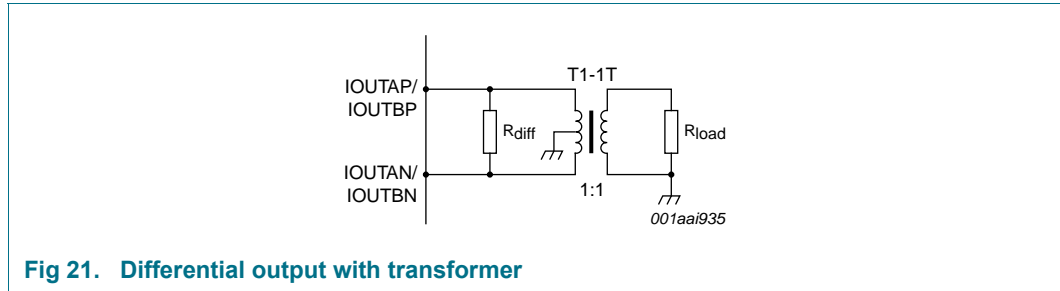 T1-1T
IOUTAP/
IOUTBP
Rdiff
Rload
IOUTAN/
IOUTBN
1:1
001aai935
Fig 21. Differential output with transformer